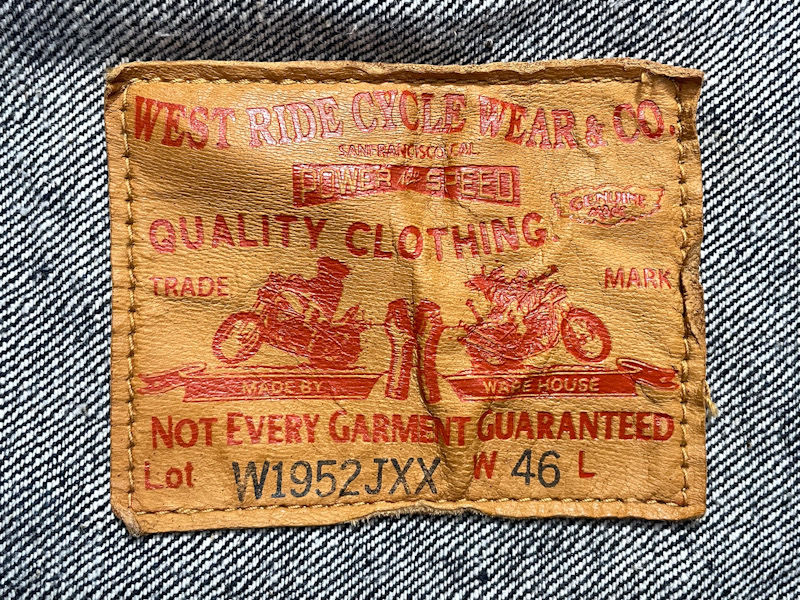 WEST RIDE CYCLE WEAR & CO.
SANFRANCISCO, CAL
POWER & SPEED
GENUINE
QUALITY CLOTHING
TRADE MARK
MADE BY WARE HOUSE
NOT EVERY GARMENT GUARANTEED
Lot W1952JXX W 46 L